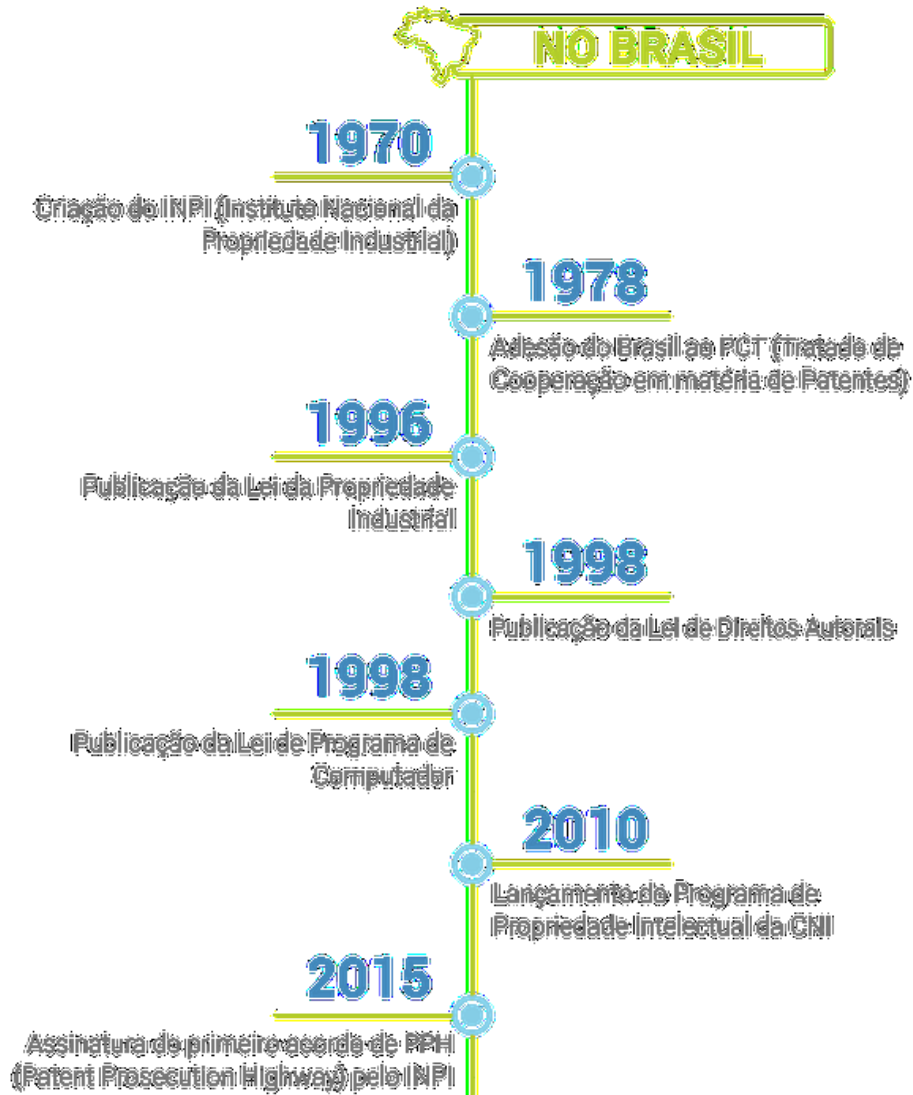 NO BRASIL
1970
Criação do INPI (Instituto Nacional da
Propriedade Industrial)
1978
Adesão do Brasil ao PCT (Tratado de
Cooperação em matéria de Patentes)
1996
Publicação da Lei da Propriedade
Industrial
1998
Publicação da Lei de Direitos Autorais
1998
Publicação da Lei de Programa de
Computador
2010
Lançamento do Programa de
Propriedade Intelectual da CNI
2015
Assinatura do primeiro acordo de PPH
(Patent Prosecution Highway) pelo INPI